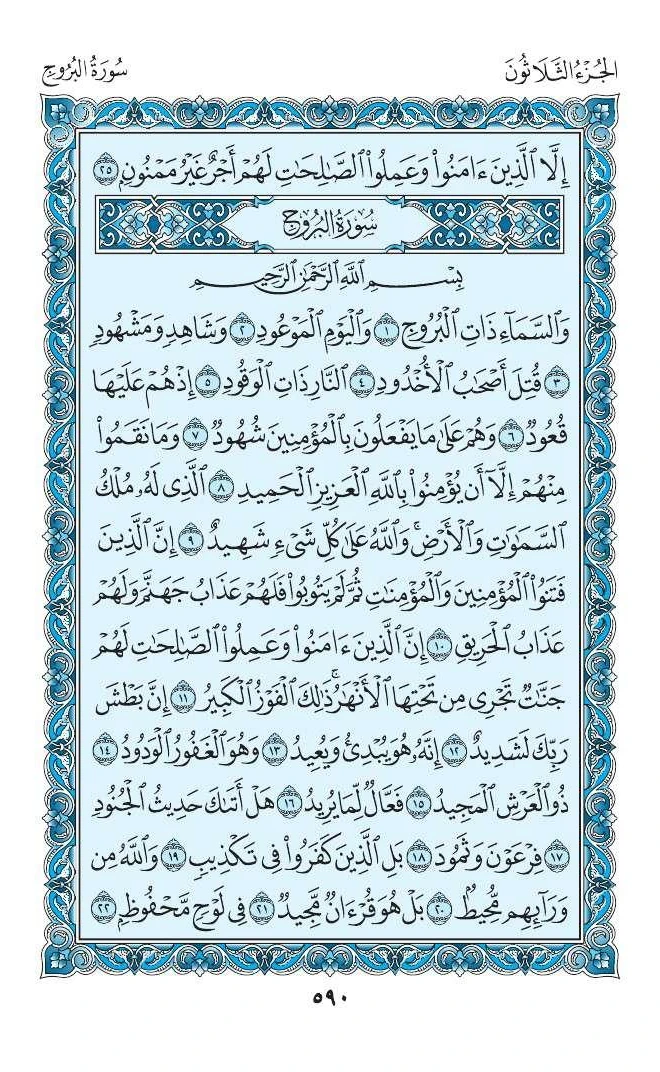 الجُزْءُ الثَّلَاثُونَ
سُورَةُ البُرُوجِ
إِلَّا ٱلَّذِينَ ءَامَنُوا۟ وَعَمِلُوا۟ ٱلصَّـٰلِحَـٰتِ لَهُمْ أَجْرٌ غَيْرُ مَمْنُونٍۭ ٢٥
سُورَةُ البُرُوجِ
بِسْمِ ٱللَّهِ ٱلرَّحْمَـٰنِ ٱلرَّحِيمِ
وَٱلسَّمَآءِ ذَاتِ ٱلْبُرُوجِ ١ وَٱلْيَوْمِ ٱلْمَوْعُودِ ٢ وَشَاهِدٍ وَمَشْهُودٍ
٣ قُتِلَ أَصْحَـٰبُ ٱلْأُخْدُودِ ٤ ٱلنَّارِ ذَاتِ ٱلْوَقُودِ ٥ إِذْ هُمْ عَلَيْهَا
قُعُودٌ ٦ وَهُمْ عَلَىٰ مَا يَفْعَلُونَ بِٱلْمُؤْمِنِينَ شُهُودٌ ٧ وَمَا نَقَمُوا۟
مِنْهُمْ إِلَّآ أَن يُؤْمِنُوا۟ بِٱللَّهِ ٱلْعَزِيزِ ٱلْحَمِيدِ ٨ ٱلَّذِى لَهُۥ مُلْكُ
ٱلسَّمَـٰوَٰتِ وَٱلْأَرْضِ ۚ وَٱللَّهُ عَلَىٰ كُلِّ شَىْءٍ شَهِيدٌ ٩ إِنَّ ٱلَّذِينَ
فَتَنُوا۟ ٱلْمُؤْمِنِينَ وَٱلْمُؤْمِنَـٰتِ ثُمَّ لَمْ يَتُوبُوا۟ فَلَهُمْ عَذَابُ جَهَنَّمَ وَلَهُمْ
عَذَابُ ٱلْحَرِيقِ ١٠ إِنَّ ٱلَّذِينَ ءَامَنُوا۟ وَعَمِلُوا۟ ٱلصَّـٰلِحَـٰتِ لَهُمْ
جَنَّـٰتٌ تَجْرِى مِن تَحْتِهَا ٱلْأَنْهَـٰرُ ۚ ذَٰلِكَ ٱلْفَوْزُ ٱلْكَبِيرُ ١١ إِنَّ بَطْشَ
رَبِّكَ لَشَدِيدٌ ١٢ إِنَّهُۥ هُوَ يُبْدِئُ وَيُعِيدُ ١٣ وَهُوَ ٱلْغَفُورُ ٱلْوَدُودُ ١٤
ذُو ٱلْعَرْشِ ٱلْمَجِيدُ ١٥ فَعَّالٌ لِّمَا يُرِيدُ ١٦ هَلْ أَتَىٰكَ حَدِيثُ ٱلْجُنُودِ
١٧ فِرْعَوْنَ وَثَمُودَ ١٨ بَلِ ٱلَّذِينَ كَفَرُوا۟ فِى تَكْذِيبٍ ١٩ وَٱللَّهُ مِن
وَرَآئِهِم مُّحِيطٌۢ ٢٠ بَلْ هُوَ قُرْءَانٌ مَّجِيدٌ ٢١ فِى لَوْحٍ مَّحْفُوظٍۭ ٢٢
٥٩٠